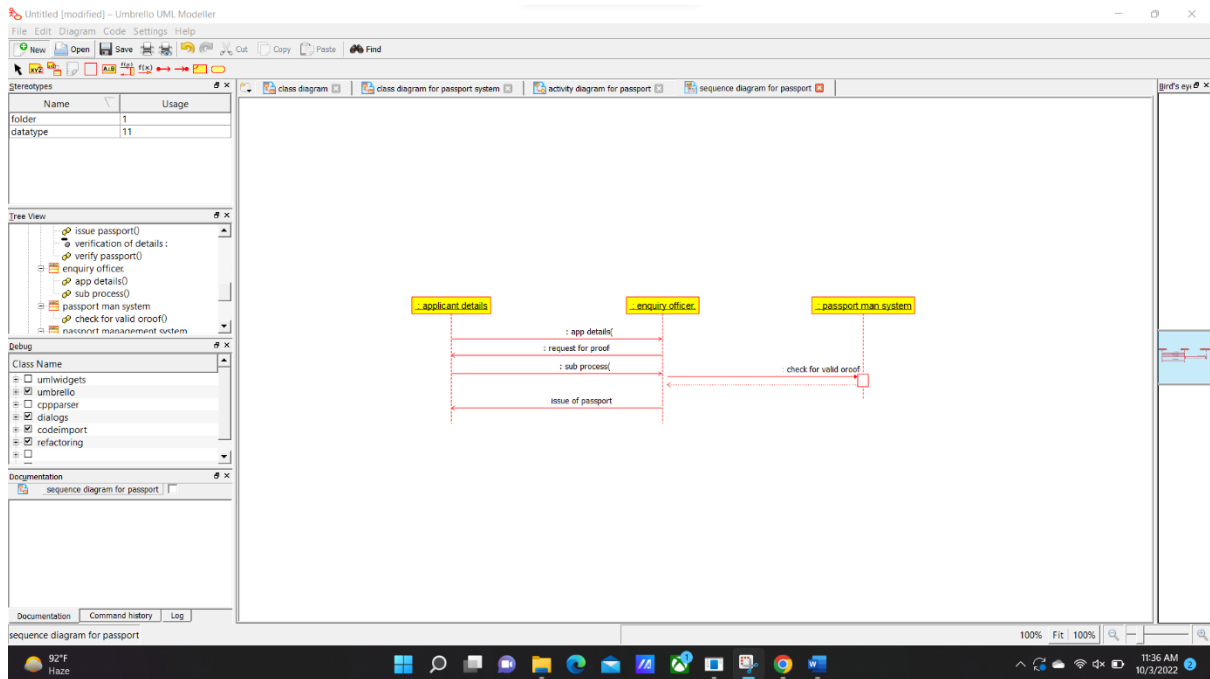 Untitled [modified] – Umbrello UML Modeller
File Edit Diagram Code Settings Help
New Open Save Cut Copy Paste Find
Stereotypes
Name Usage
folder 1
datatype 11
Tree View
issue passport()
verification of details :
verify passport()
enquiry officer.
app details()
sub process()
passport man system
check for valid oroof()
passport management system
Debug
Class Name
umlwidgets
umbrello
cppparser
dialogs
codeimport
refactoring
Documentation
sequence diagram for passport
Documentation Command history Log
sequence diagram for passport
class diagram class diagram for passport system activity diagram for passport sequence diagram for passport
Bird's eye
: applicant details : enquiry officer. : passport man system
: app details(
: request for proof
: sub process(
: check for valid oroof
issue of passport
100% Fit 100%
92°F
Haze
11:36 AM
10/3/2022
2